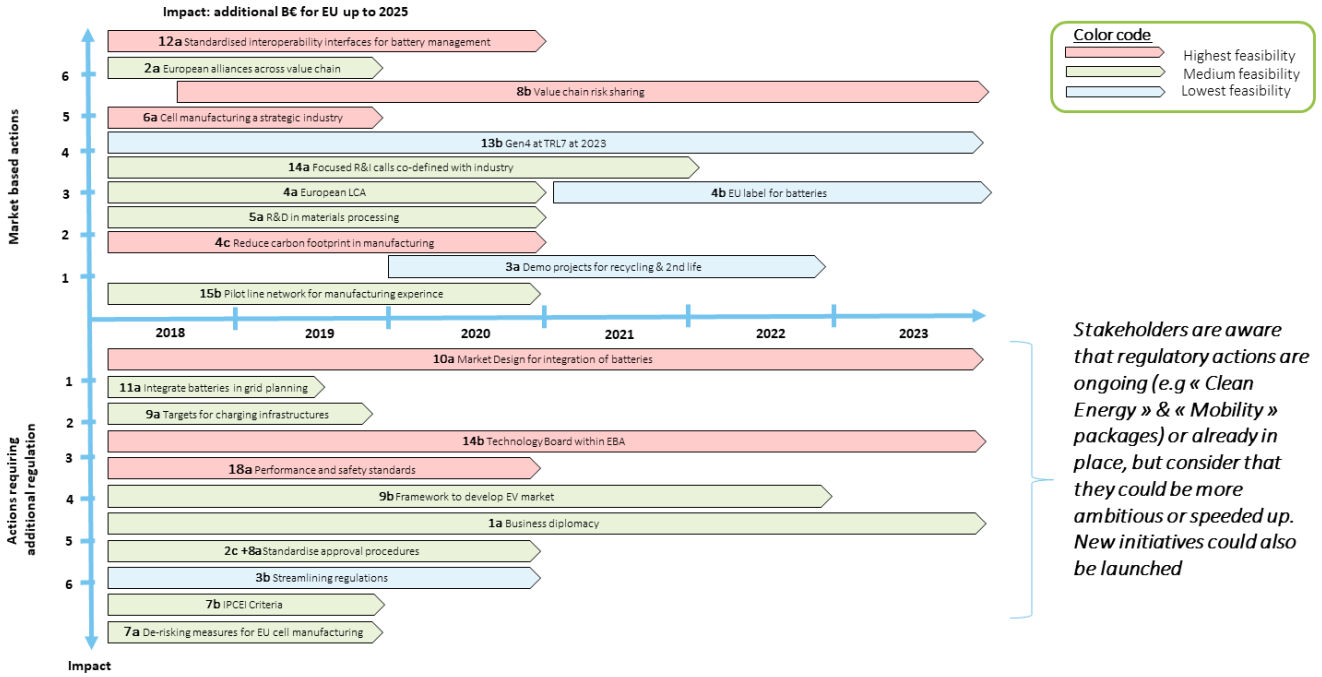 Impact: additional B€ for EU up to 2025
12a Standardised interoperability interfaces for battery management
2a European alliances across value chain
8b Value chain risk sharing
6a Cell manufacturing a strategic industry
13b Gen4 at TRL7 at 2023
14a Focused R&I calls co-defined with industry
4a European LCA
4b EU label for batteries
5a R&D in materials processing
4c Reduce carbon footprint in manufacturing
3a Demo projects for recycling & 2nd life
15b Pilot line network for manufacturing experince
Market based actions
6
5
4
3
2
1
2018
2019
2020
2021
2022
2023
10a Market Design for integration of batteries
11a Integrate batteries in grid planning
9a Targets for charging infrastructures
14b Technology Board within EBA
18a Performance and safety standards
9b Framework to develop EV market
1a Business diplomacy
2c +8a Standardise approval procedures
3b Streamlining regulations
7b IPCEI Criteria
7a De-risking measures for EU cell manufacturing
Actions requiring
additional regulation
1
2
3
4
5
6
Impact
Color code
Highest feasibility
Medium feasibility
Lowest feasibility
Stakeholders are aware
that regulatory actions are
ongoing (e.g « Clean
Energy » & « Mobility »
packages) or already in
place, but consider that
they could be more
ambitious or speeded up.
New initiatives could also
be launched